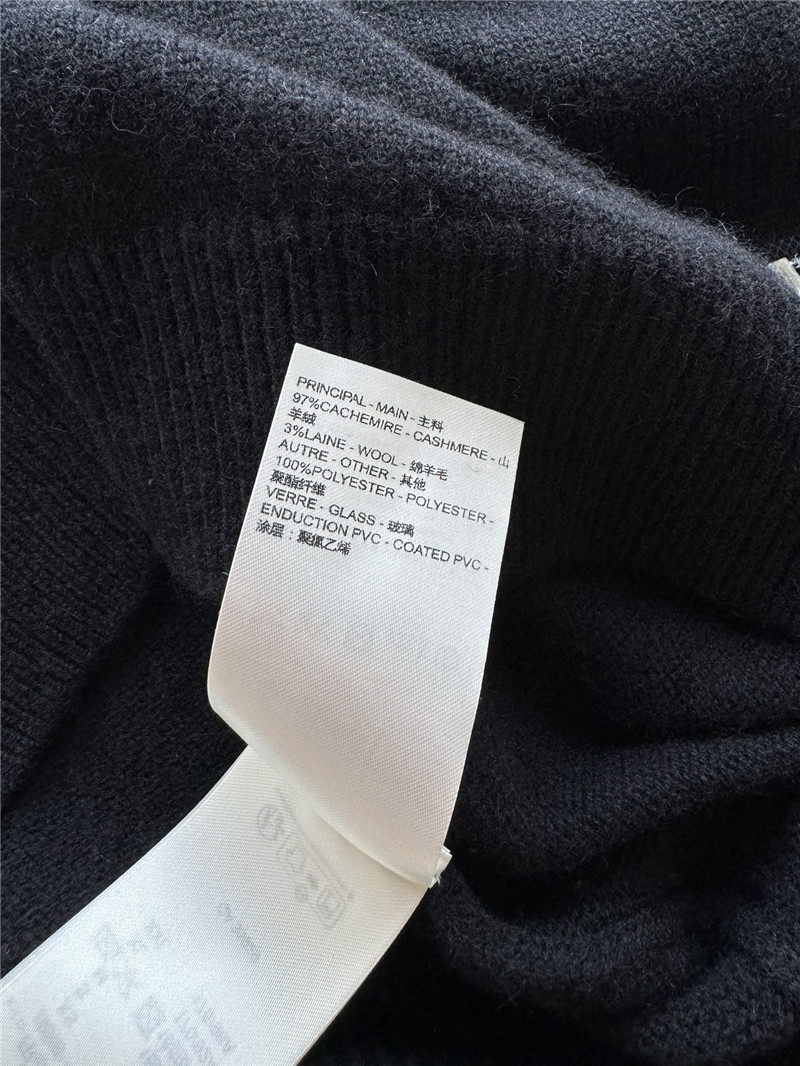 PRINCIPAL - MAIN - 主料
97%CACHEMIRE - CASHMERE - 山
羊绒
3%LAINE - WOOL - 绵羊毛
AUTRE - OTHER - 其他
100%POLYESTER - POLYESTER -
聚酯纤维
VERRE - GLASS - 玻璃
ENDUCTION PVC - COATED PVC -
涂层：聚氯乙烯